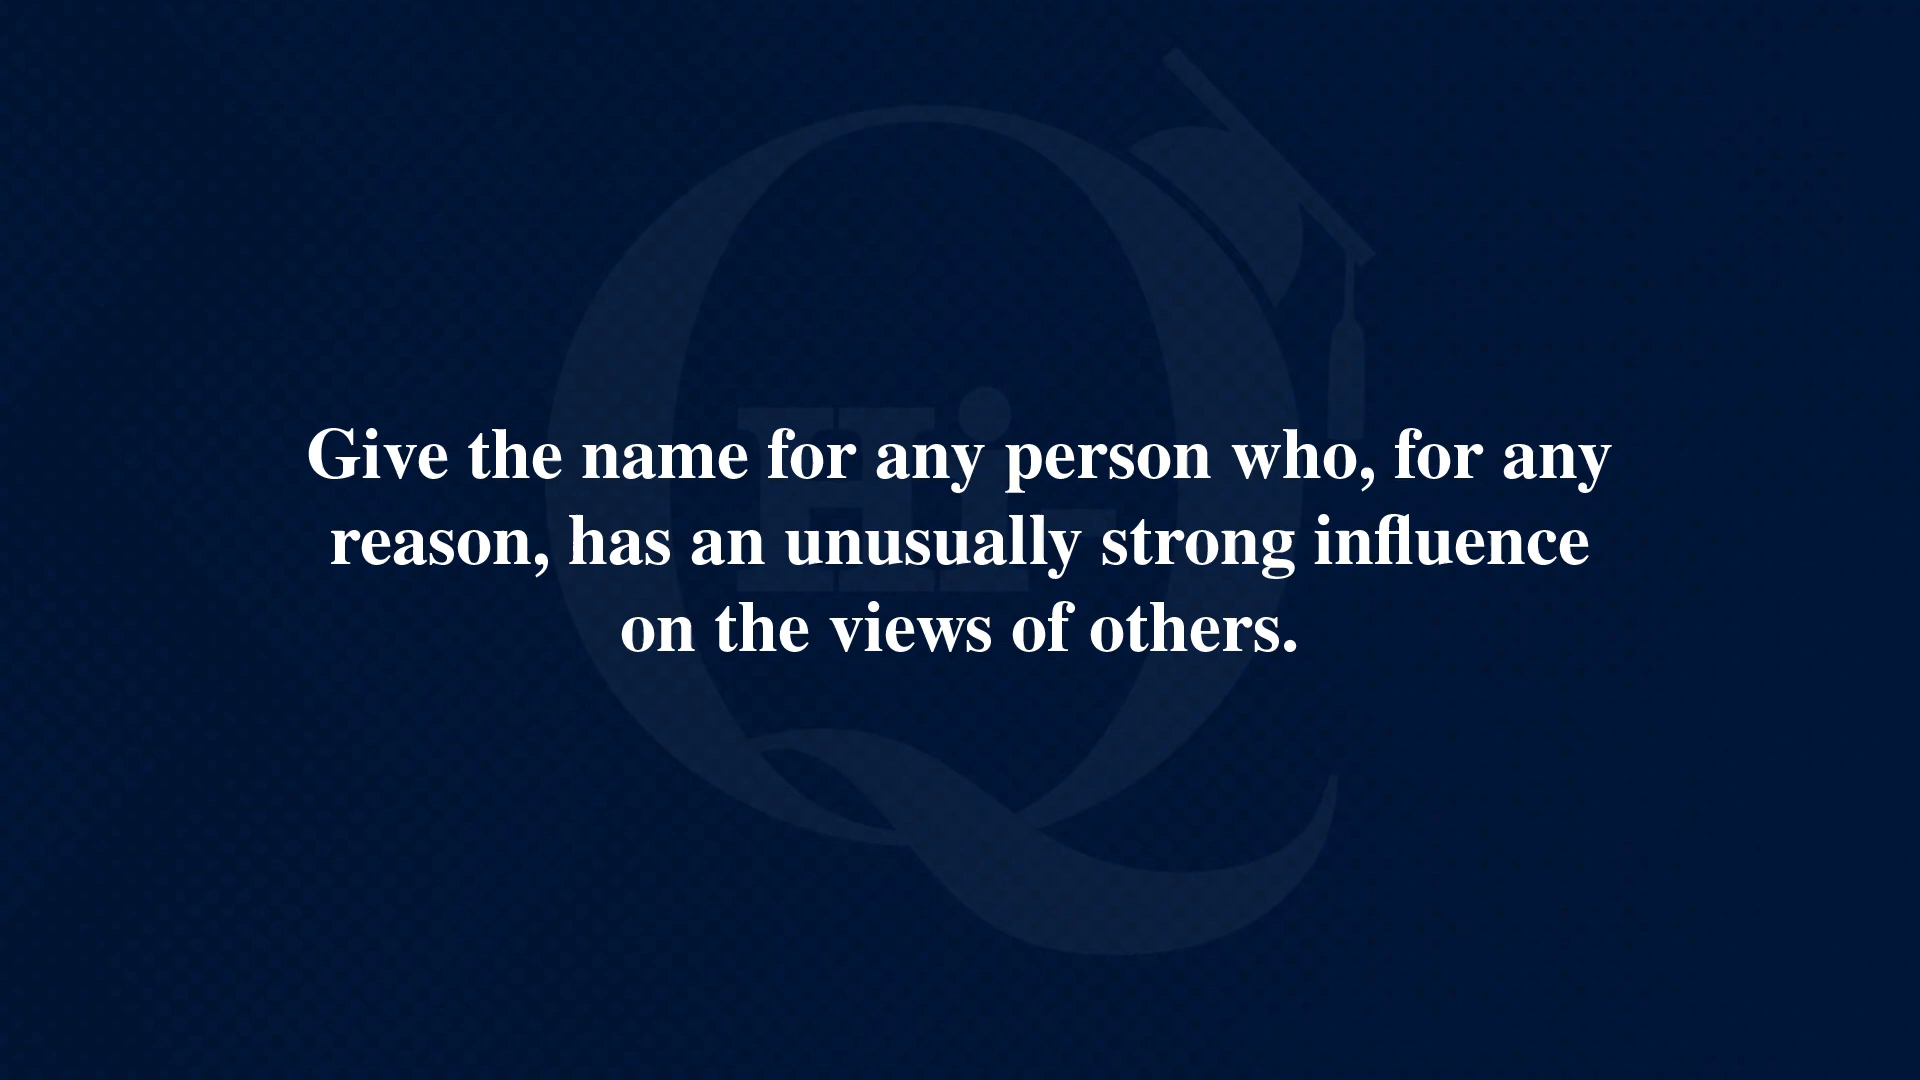 Give the name for any person who, for any
reason, has an unusually strong influence
on the views of others.
Hi-Q